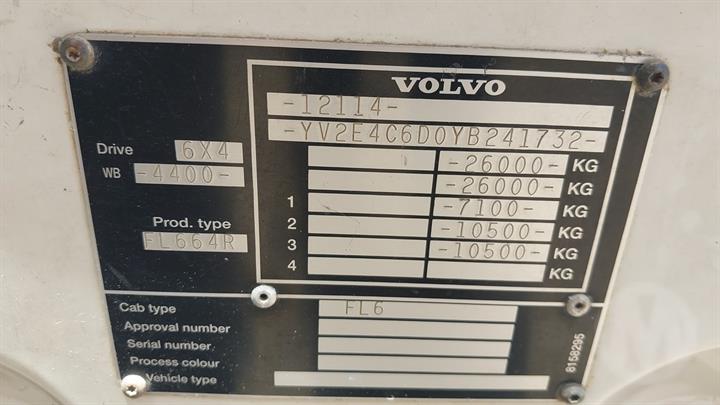 VOLVO
-12114-
-YV2E4C6D0YB241732-
Drive 6X4
-26000- KG
WB -4400-
-26000- KG
1 -7100- KG
Prod. type
2 -10500- KG
FL664R
3 -10500- KG
4 KG
Cab type FL6
Approval number
Serial number
Process colour
Vehicle type
8158295